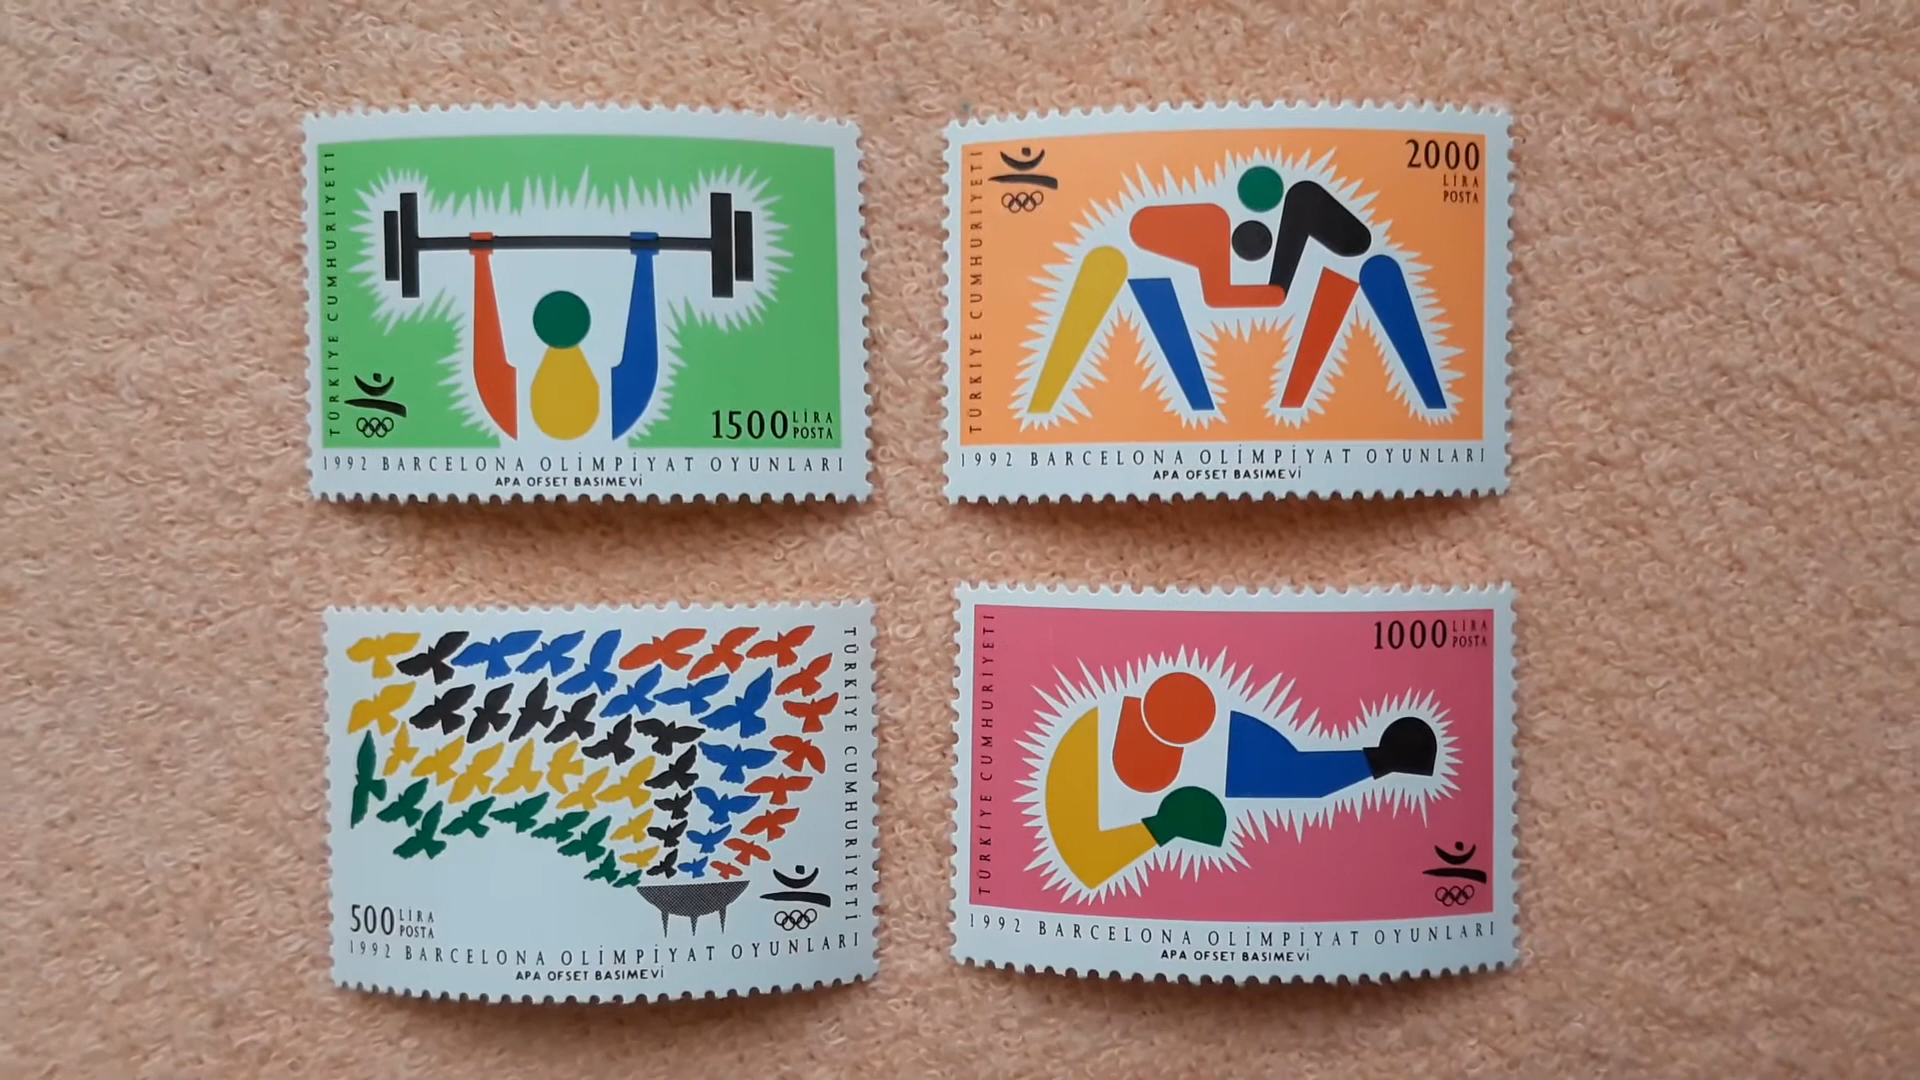 TÜRKİYE CUMHURİYETİ
1500 LİRA
POSTA
1992 BARCELONA OLİMPİYAT OYUNLARI
APA OFSET BASIMEVİ
TÜRKİYE CUMHURİYETİ
2000
LİRA
POSTA
1992 BARCELONA OLİMPİYAT OYUNLARI
APA OFSET BASIMEVİ
TÜRKİYE CUMHURİYETİ
500 LİRA
POSTA
1992 BARCELONA OLİMPİYAT OYUNLARI
APA OFSET BASIMEVİ
TÜRKİYE CUMHURİYETİ
1000 LİRA
POSTA
1992 BARCELONA OLİMPİYAT OYUNLARI
APA OFSET BASIMEVİ